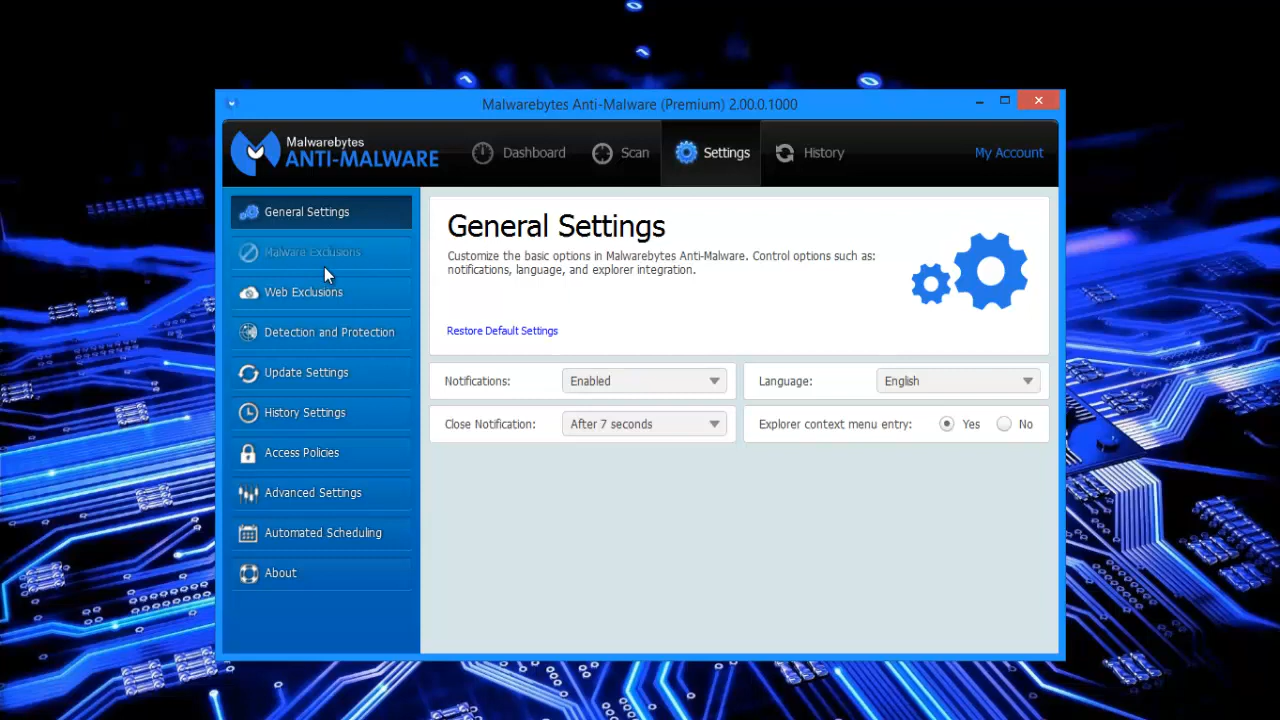 Malwarebytes Anti-Malware (Premium) 2.00.0.1000
Malwarebytes
ANTI-MALWARE
Dashboard
Scan
Settings
History
My Account
General Settings
Malware Exclusions
Web Exclusions
Detection and Protection
Update Settings
History Settings
Access Policies
Advanced Settings
Automated Scheduling
About
General Settings
Customize the basic options in Malwarebytes Anti-Malware. Control options such as:
notifications, language, and explorer integration.
Restore Default Settings
Notifications: Enabled
Language: English
Close Notification: After 7 seconds
Explorer context menu entry: Yes No